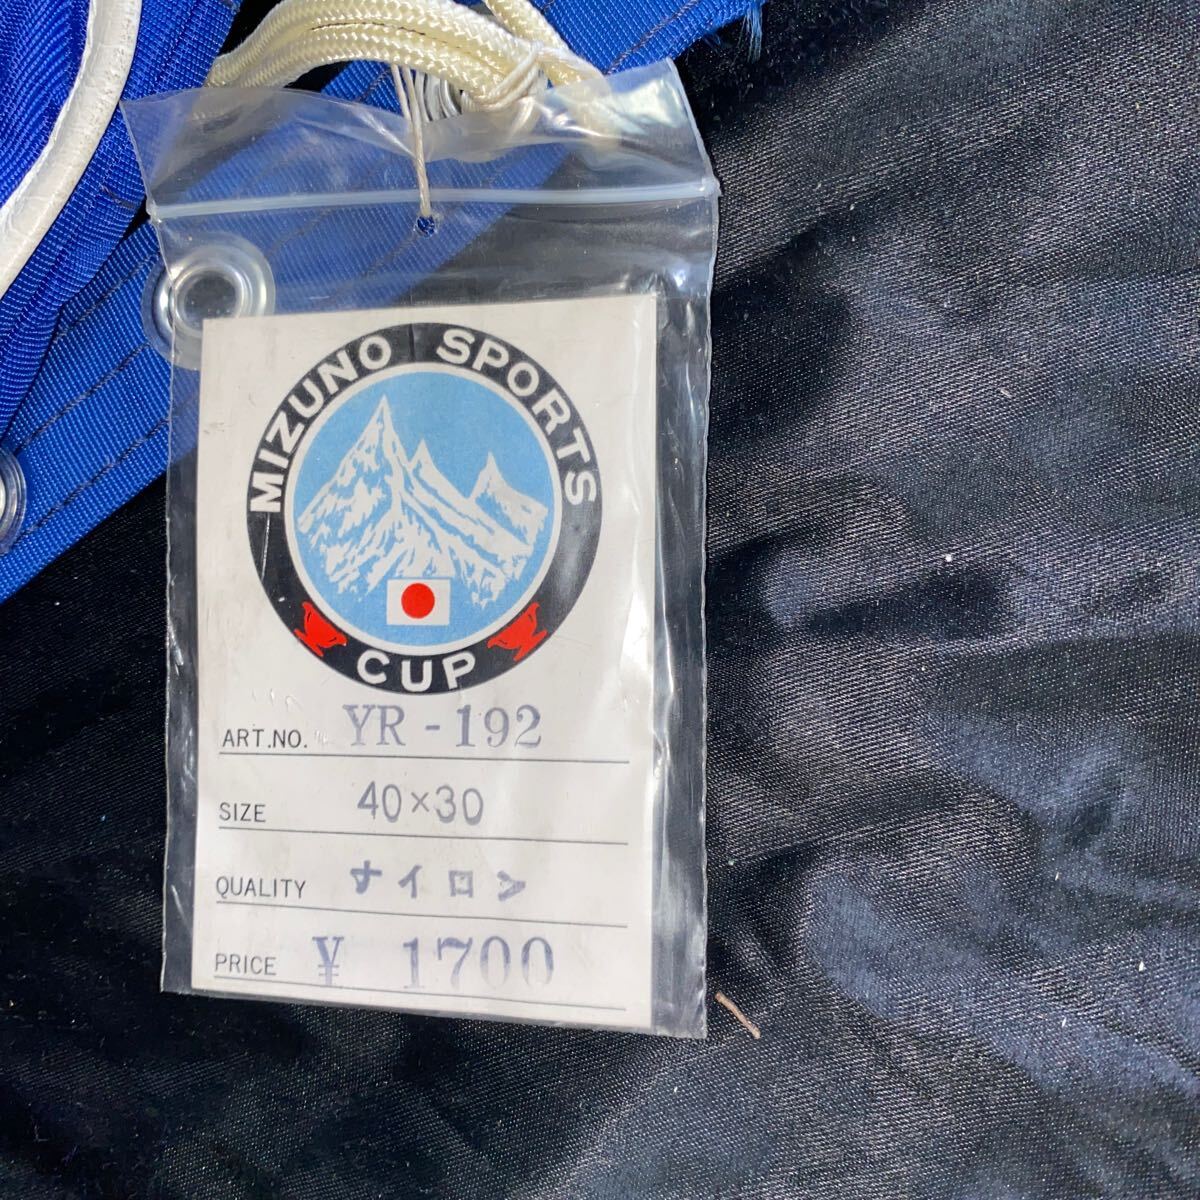 MIZUNO SPORTS
CUP
ART.NO. YR-192
SIZE 40×30
QUALITY ナイロン
PRICE ¥ 1700